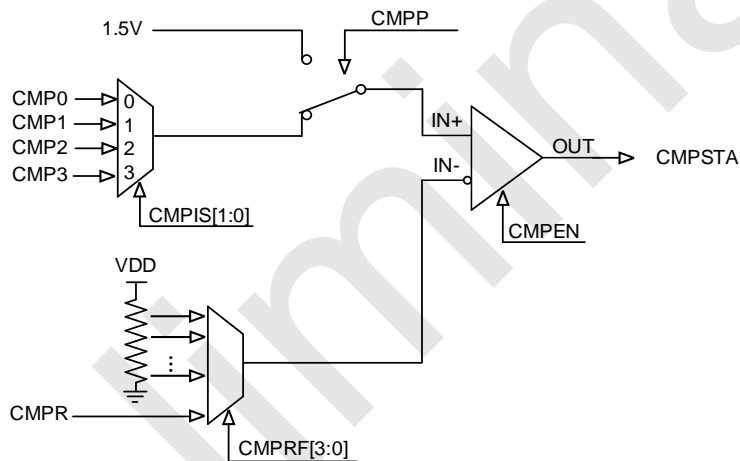 1.5V
CMPP
CMP0
CMP1
CMP2
CMP3
0
1
2
3
CMPIS[1:0]
IN+
IN-
OUT
CMPSTA
CMPEN
VDD
...
CMPR
CMPRF[3:0]